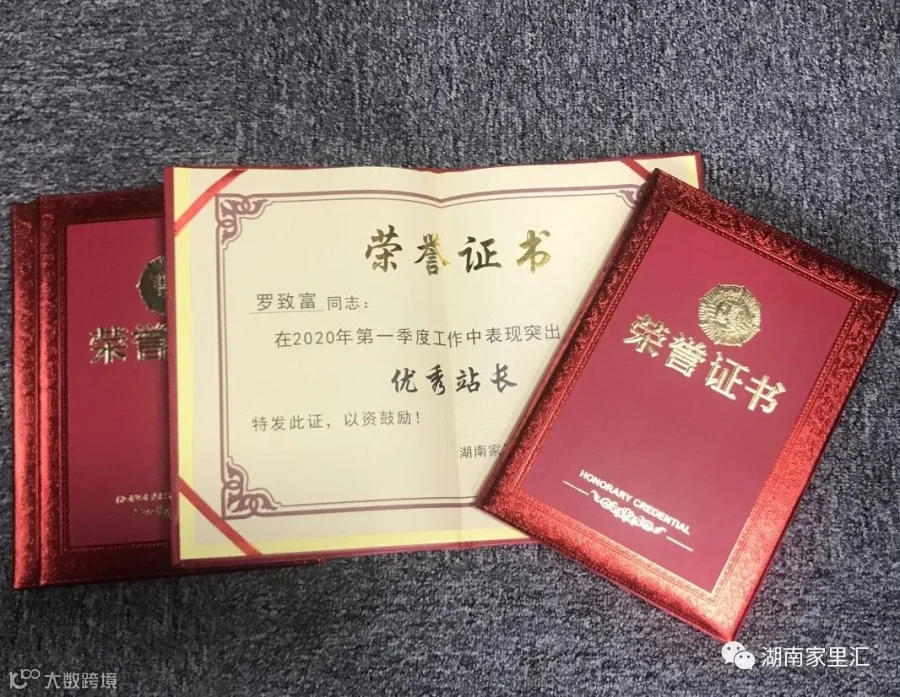 荣誉证书
罗致富 同志：
在2020年第一季度工作中表现突出
优秀站长
特发此证，以资鼓励！
湖南家
荣誉
荣誉证书
HONORARY CREDENTIAL
湖南家里汇
大数跨境